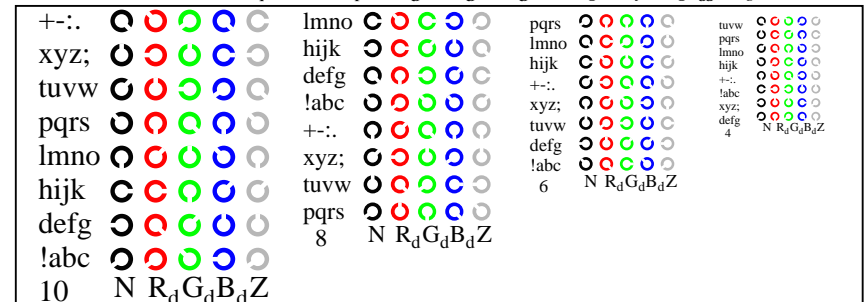 +-:.
xyz;
tuvw
pqrs
lmno
hijk
defg
!abc
10 N RdGdBdZ
lmno
hijk
defg
!abc
+-:.
xyz;
tuvw
pqrs
8 N RdGdBdZ
pqrs
lmno
hijk
+-:.
xyz;
tuvw
defg
!abc
6 N RdGdBdZ
tuvw
pqrs
lmno
hijk
+-:.
!abc
xyz;
defg
4 N RdGdBdZ